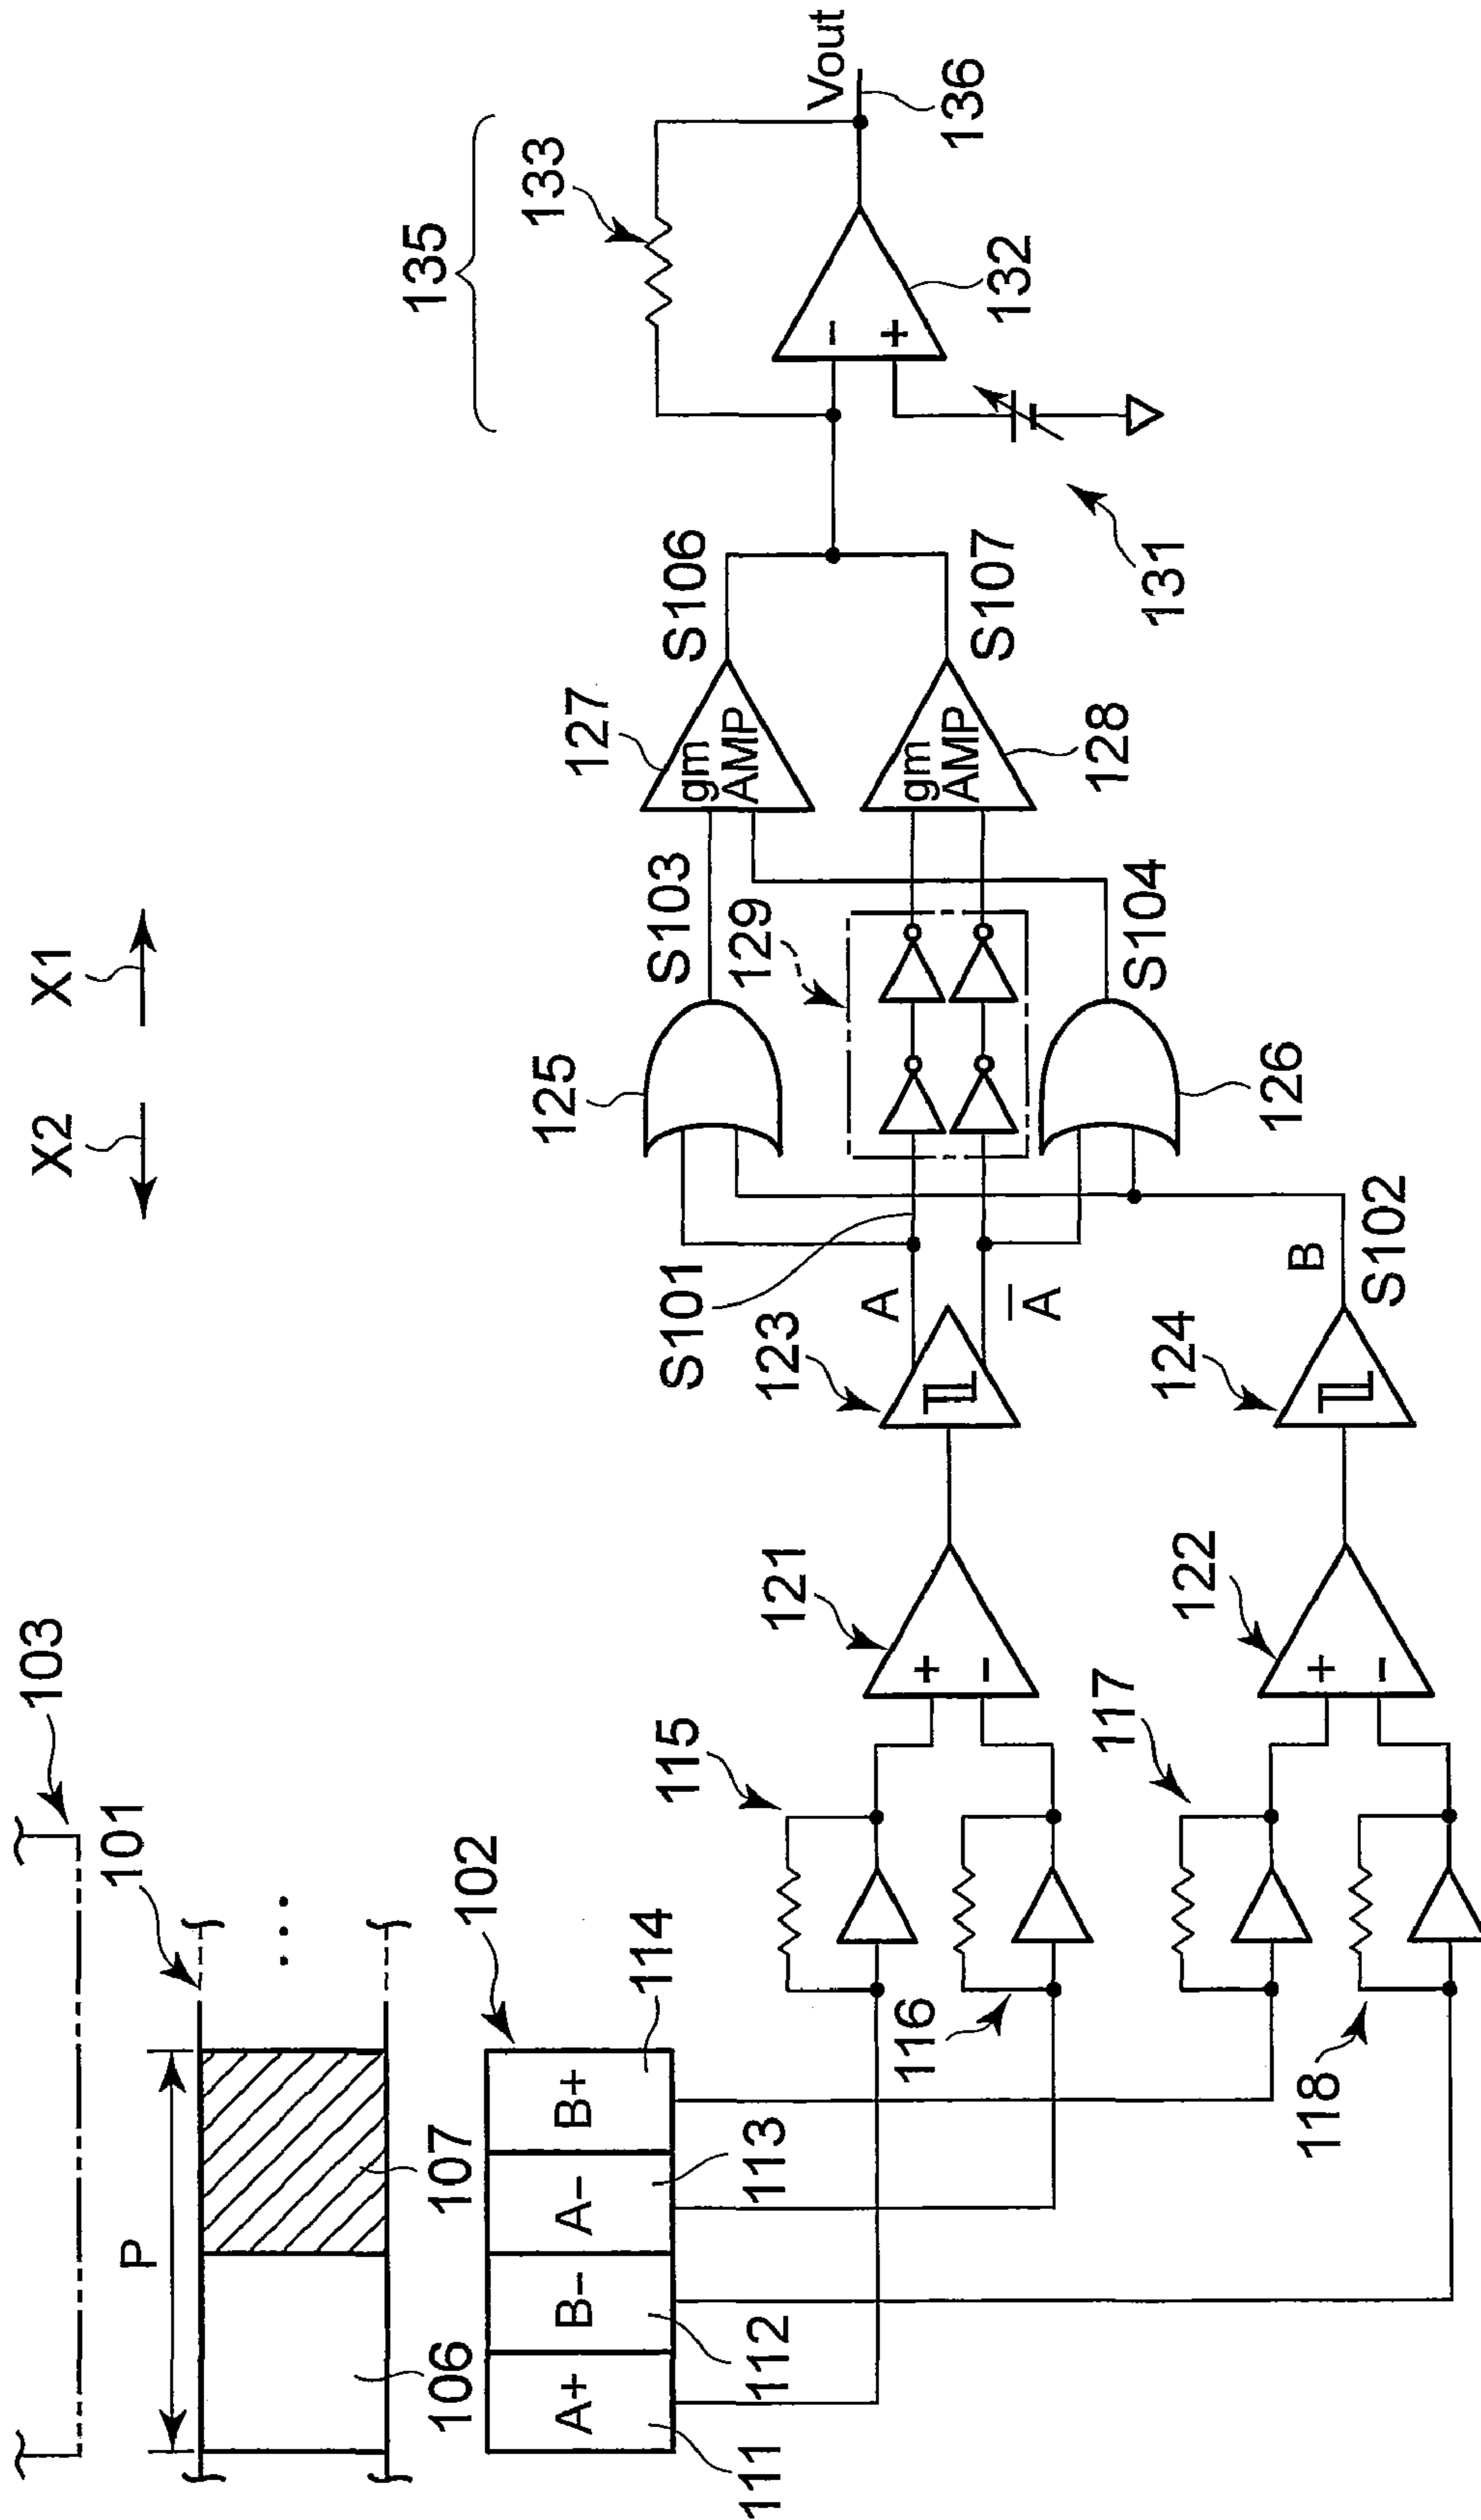 103
X2
X1
101
P
102
106
107
A+
B-
A-
B+
111
112
113
114
115
116
117
118
121
+
-
122
+
-
123
124
S101
A
A̅
B
S102
125
126
S103
129
S104
127
gm
AMP
S106
128
gm
AMP
S107
131
135
133
-
+
132
Vout
136